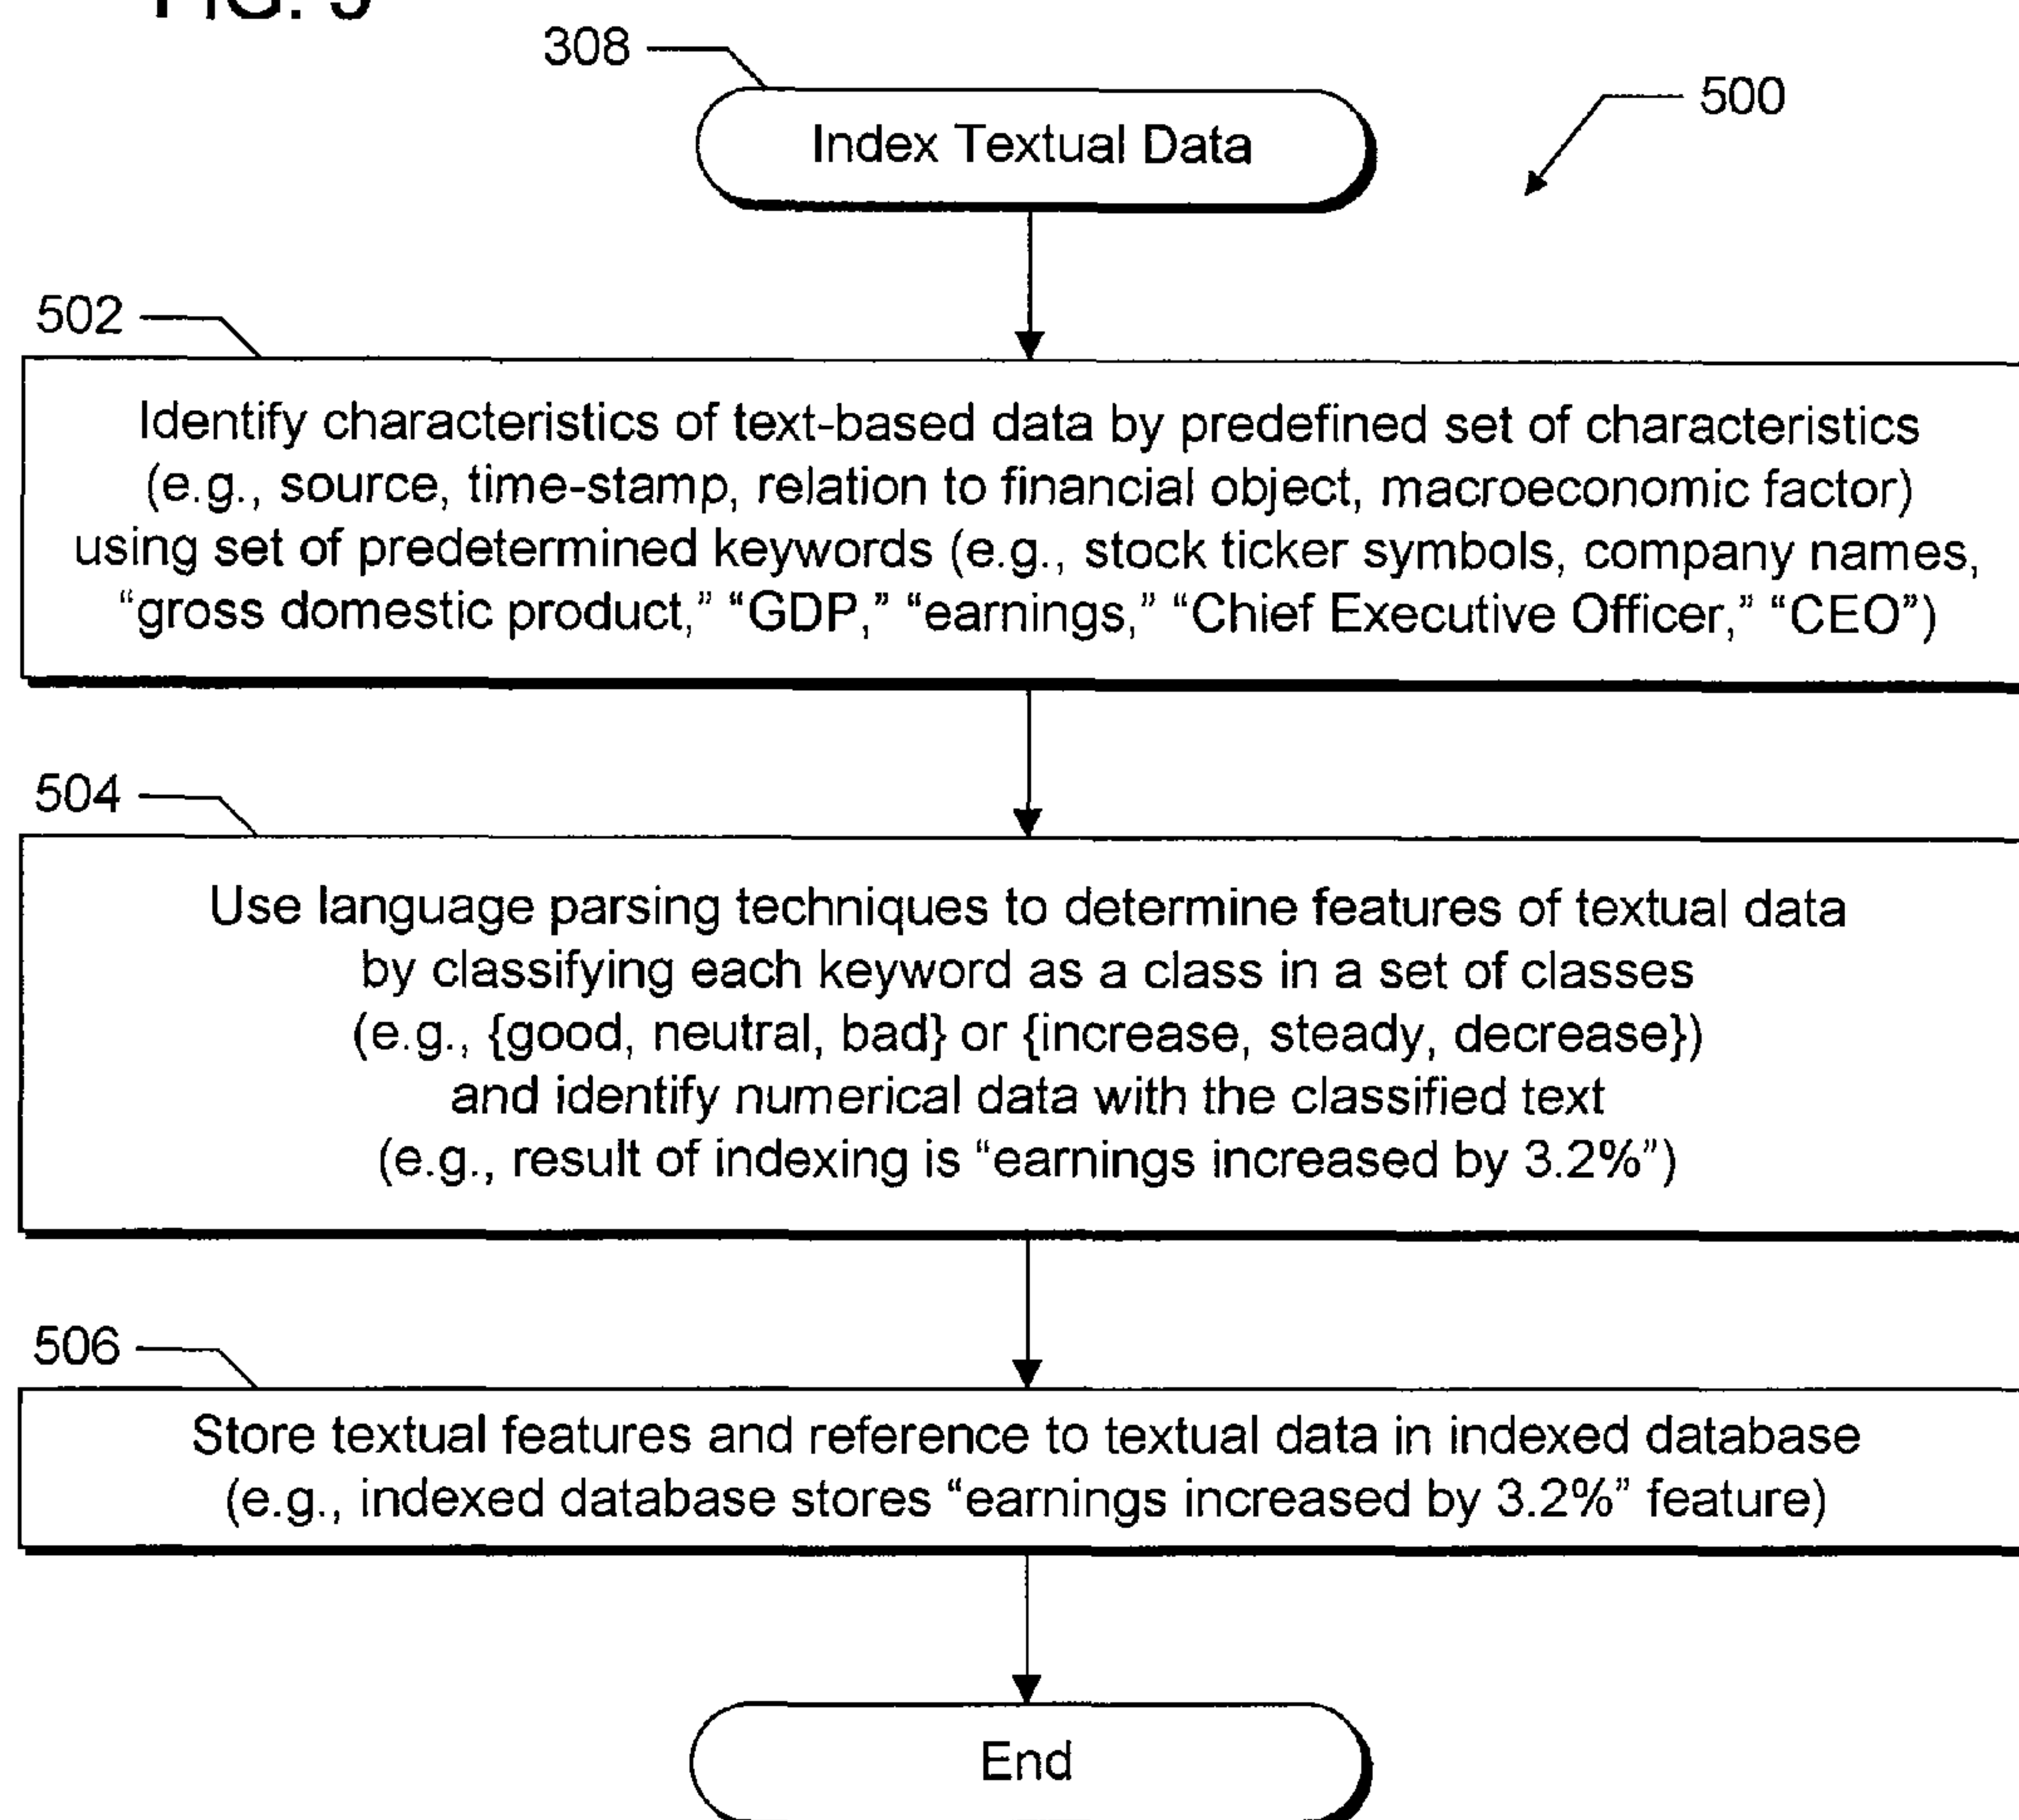 308
500
Index Textual Data
502
Identify characteristics of text-based data by predefined set of characteristics
(e.g., source, time-stamp, relation to financial object, macroeconomic factor)
using set of predetermined keywords (e.g., stock ticker symbols, company names,
“gross domestic product,” “GDP,” “earnings,” “Chief Executive Officer,” “CEO”)
504
Use language parsing techniques to determine features of textual data
by classifying each keyword as a class in a set of classes
(e.g., {good, neutral, bad} or {increase, steady, decrease})
and identify numerical data with the classified text
(e.g., result of indexing is “earnings increased by 3.2%”)
506
Store textual features and reference to textual data in indexed database
(e.g., indexed database stores “earnings increased by 3.2%” feature)
End